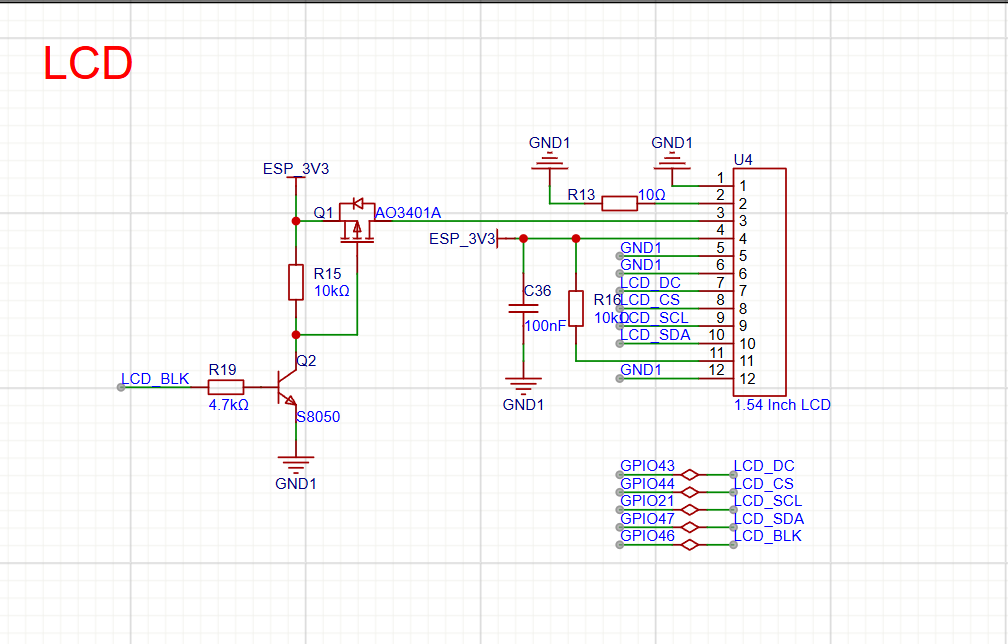 LCD
GND1
GND1
ESP_3V3
U4
R13
10Ω
Q1
AO3401A
1
1
2
2
3
3
ESP_3V3
4
4
GND1
5
5
GND1
6
6
R15
10kΩ
LCD_DC
7
7
C36
100nF
R16
10kΩ
LCD_CS
8
8
LCD_SCL
9
9
LCD_SDA
10
10
11
11
GND1
12
12
Q2
LCD_BLK
R19
4.7kΩ
S8050
GND1
GND1
1.54 Inch LCD
GPIO43 LCD_DC
GPIO44 LCD_CS
GPIO21 LCD_SCL
GPIO47 LCD_SDA
GPIO46 LCD_BLK